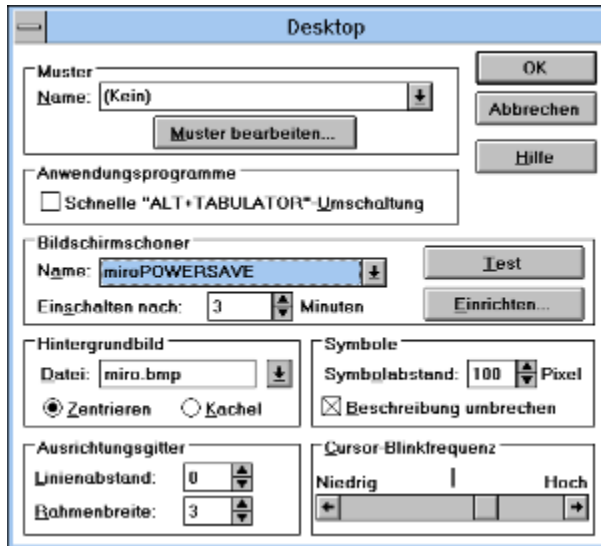 Desktop
Muster
Name: (Kein)
Muster bearbeiten...
OK
Abbrechen
Hilfe
Anwendungsprogramme
Schnelle "ALT+TABULATOR"-Umschaltung
Bildschirmschoner
Name: miroPOWERSAVE
Test
Einschalten nach: 3 Minuten
Einrichten...
Hintergrundbild
Datei: miro.bmp
Zentrieren Kachel
Symbole
Symbolabstand: 100 Pixel
Beschreibung umbrechen
Ausrichtungsgitter
Linienabstand: 0
Rahmenbreite: 3
Cursor-Blinkfrequenz
Niedrig Hoch